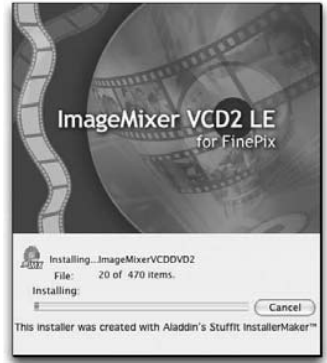 ImageMixer VCD2 LE
for FinePix
Installing...ImageMixerVCDDVD2
File: 20 of 470 items.
Installing:
Cancel
This installer was created with Aladdin's StuffIt InstallerMaker™